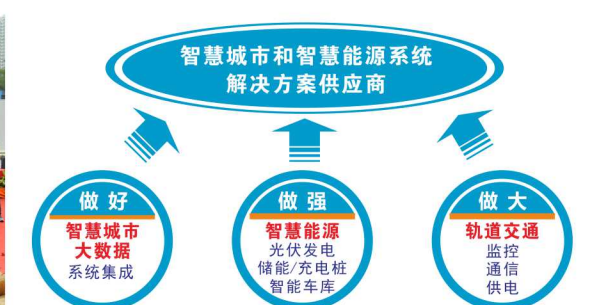 智慧城市和智慧能源系统
解决方案供应商
做好
智慧城市
大数据
系统集成
做强
智慧能源
光伏发电
储能/充电桩
智能车库
做大
轨道交通
监控
通信
供电